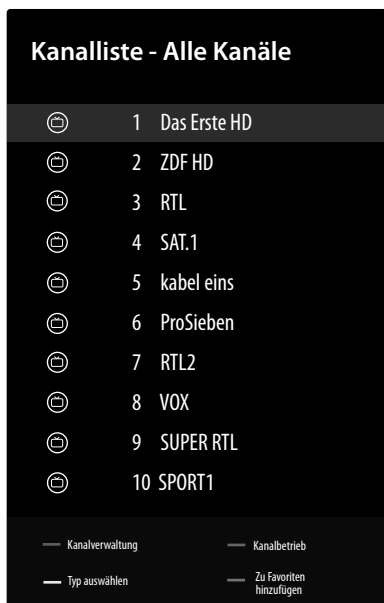 Kanalliste - Alle Kanäle
1 Das Erste HD
2 ZDF HD
3 RTL
4 SAT.1
5 kabel eins
6 ProSieben
7 RTL2
8 VOX
9 SUPER RTL
10 SPORT1
Kanalverwaltung Kanalbetrieb
Typ auswählen Zu Favoriten
hinzufügen